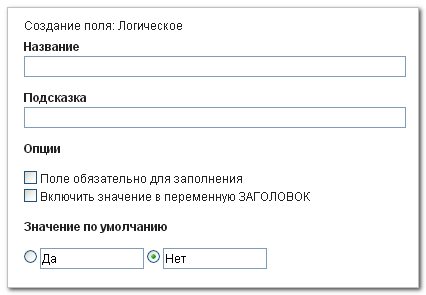 Создание поля: Логическое
Название
Подсказка
Опции
Поле обязательно для заполнения
Включить значение в переменную ЗАГОЛОВОК
Значение по умолчанию
Да Нет